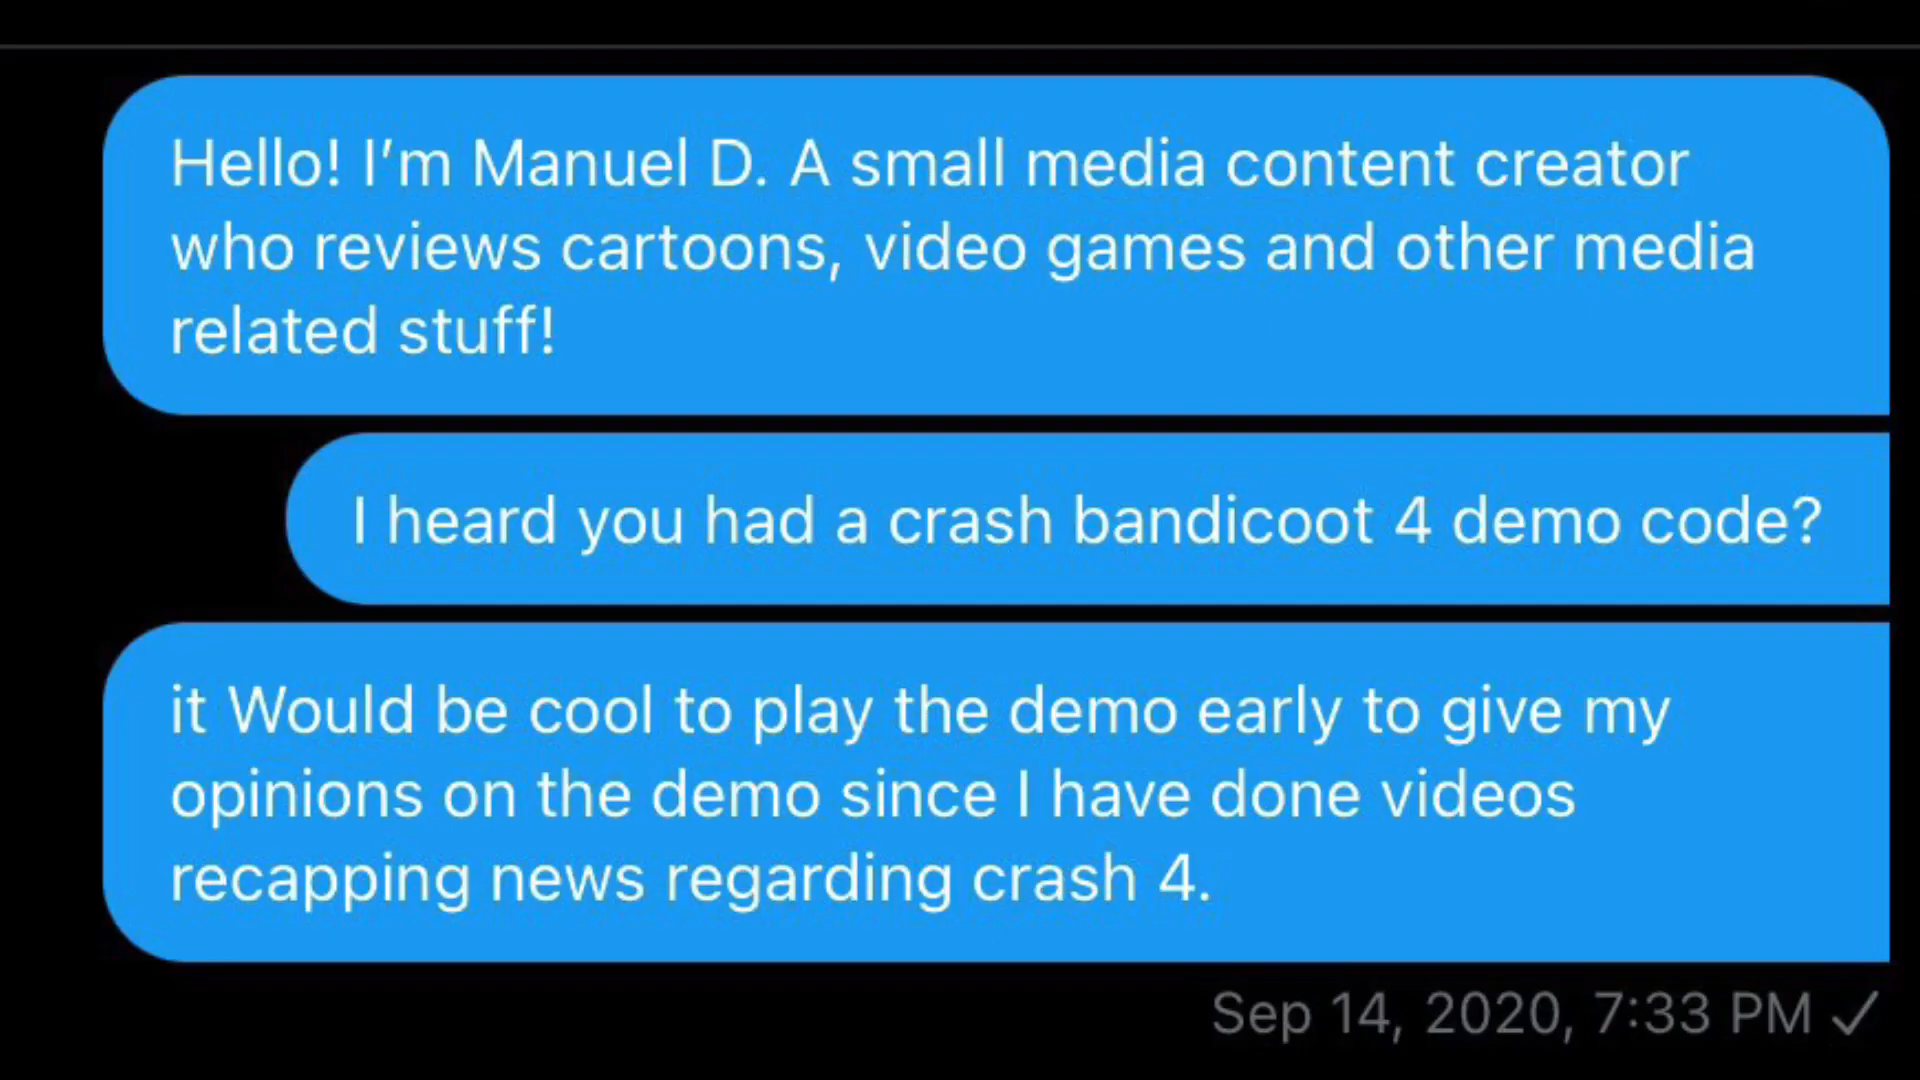 Hello! I’m Manuel D. A small media content creator
who reviews cartoons, video games and other media
related stuff!
I heard you had a crash bandicoot 4 demo code?
it Would be cool to play the demo early to give my
opinions on the demo since I have done videos
recapping news regarding crash 4.
Sep 14, 2020, 7:33 PM ✓